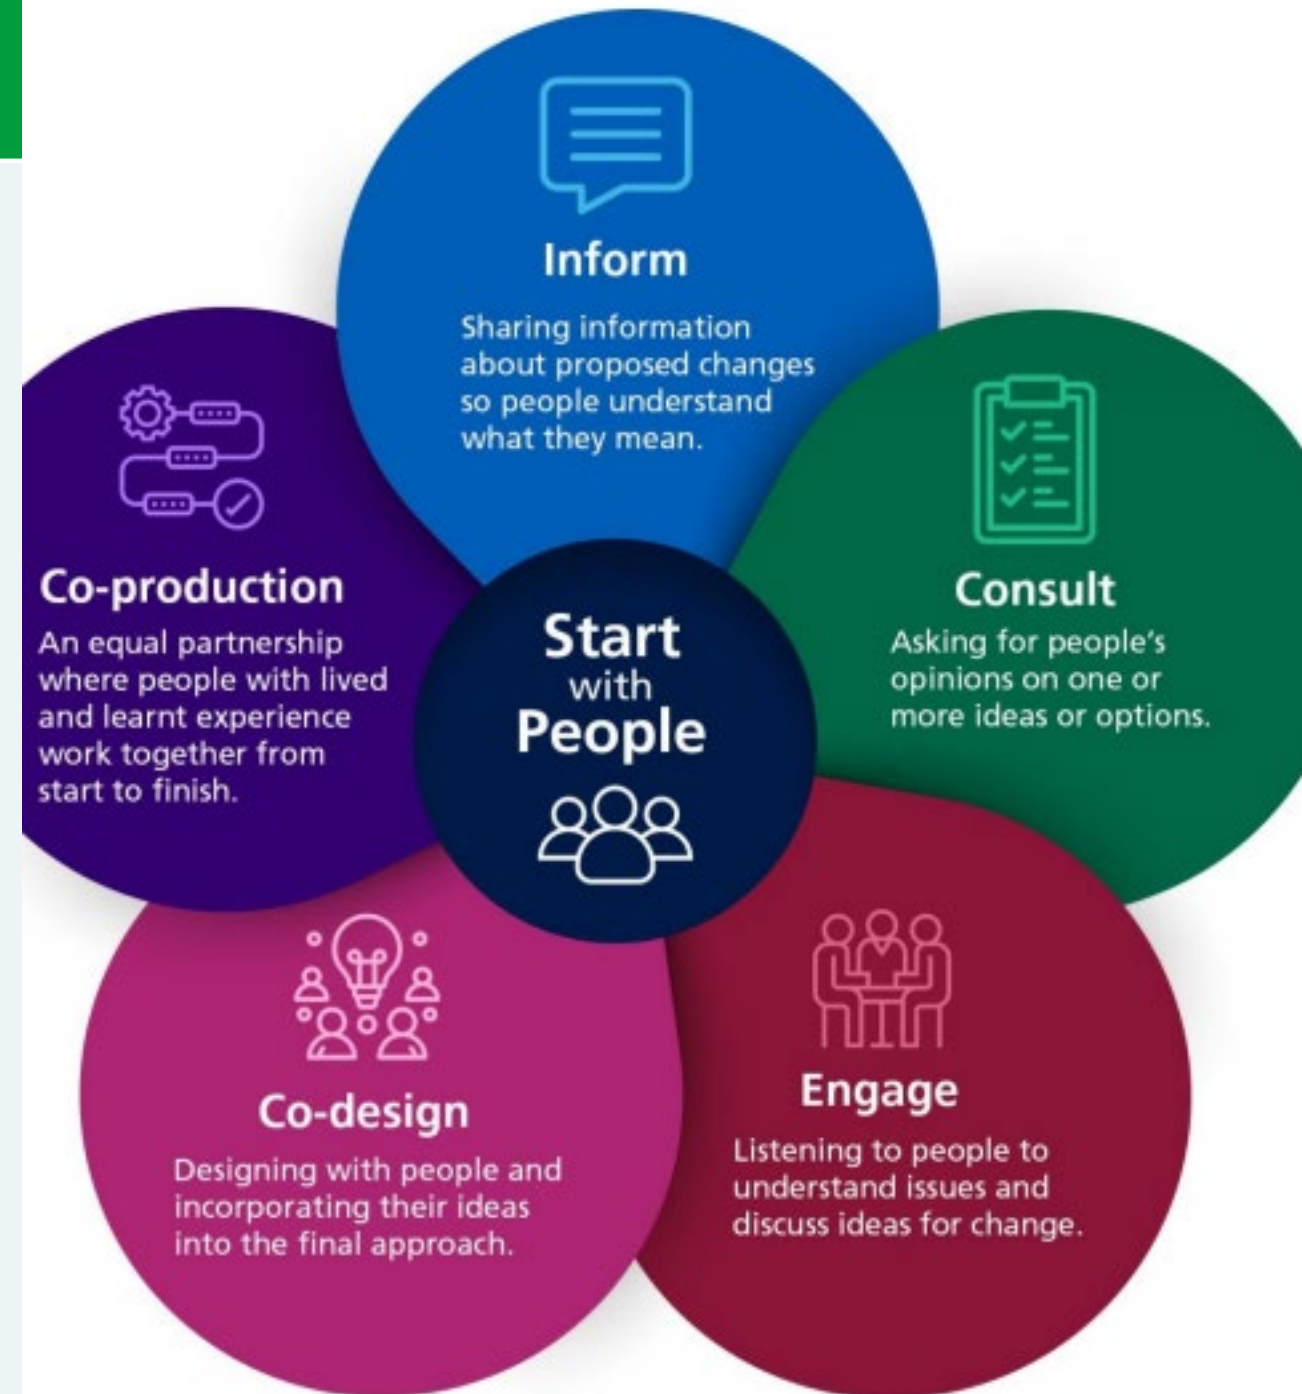 Inform
Sharing information
about proposed changes
so people understand
what they mean.
Consult
Asking for people's
opinions on one or
more ideas or options.
Engage
Listening to people to
understand issues and
discuss ideas for change.
Co-design
Designing with people and
incorporating their ideas
into the final approach.
Co-production
An equal partnership
where people with lived
and learnt experience
work together from
start to finish.
Start
with
People